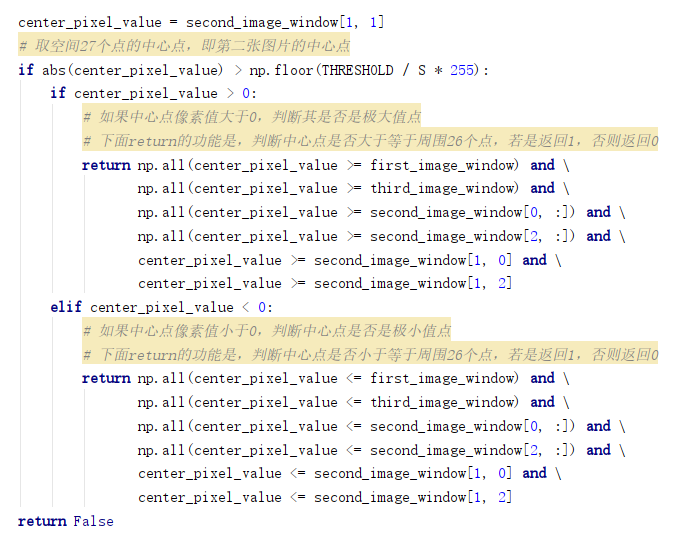 center_pixel_value = second_image_window[1, 1]
# 取空间27个点的中心点，即第二张图片的中心点
if abs(center_pixel_value) > np.floor(THRESHOLD / S * 255):
    if center_pixel_value > 0:
        # 如果中心点像素值大于0，判断其是否是极大值点
        # 下面return的功能是，判断中心点是否大于等于周围26个点，若是返回1，否则返回0
        return np.all(center_pixel_value >= first_image_window) and \
               np.all(center_pixel_value >= third_image_window) and \
               np.all(center_pixel_value >= second_image_window[0, :]) and \
               np.all(center_pixel_value >= second_image_window[2, :]) and \
               center_pixel_value >= second_image_window[1, 0] and \
               center_pixel_value >= second_image_window[1, 2]
    elif center_pixel_value < 0:
        # 如果中心点像素值小于0，判断中心点是否是极小值点
        # 下面return的功能是，判断中心点是否小于等于周围26个点，若是返回1，否则返回0
        return np.all(center_pixel_value <= first_image_window) and \
               np.all(center_pixel_value <= third_image_window) and \
               np.all(center_pixel_value <= second_image_window[0, :]) and \
               np.all(center_pixel_value <= second_image_window[2, :]) and \
               center_pixel_value <= second_image_window[1, 0] and \
               center_pixel_value <= second_image_window[1, 2]
return False